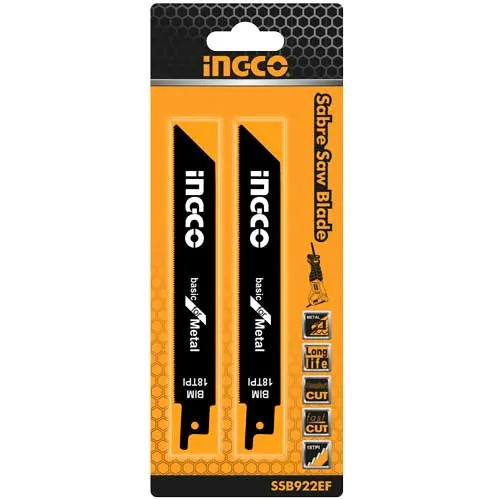 INGCO
Sabre Saw Blade
INGCO
basic for Metal
BIM
18TPI
INGCO
basic for Metal
BIM
18TPI
METAL
Long
life
CUT
fast
CUT
18TPI
SSB922EF